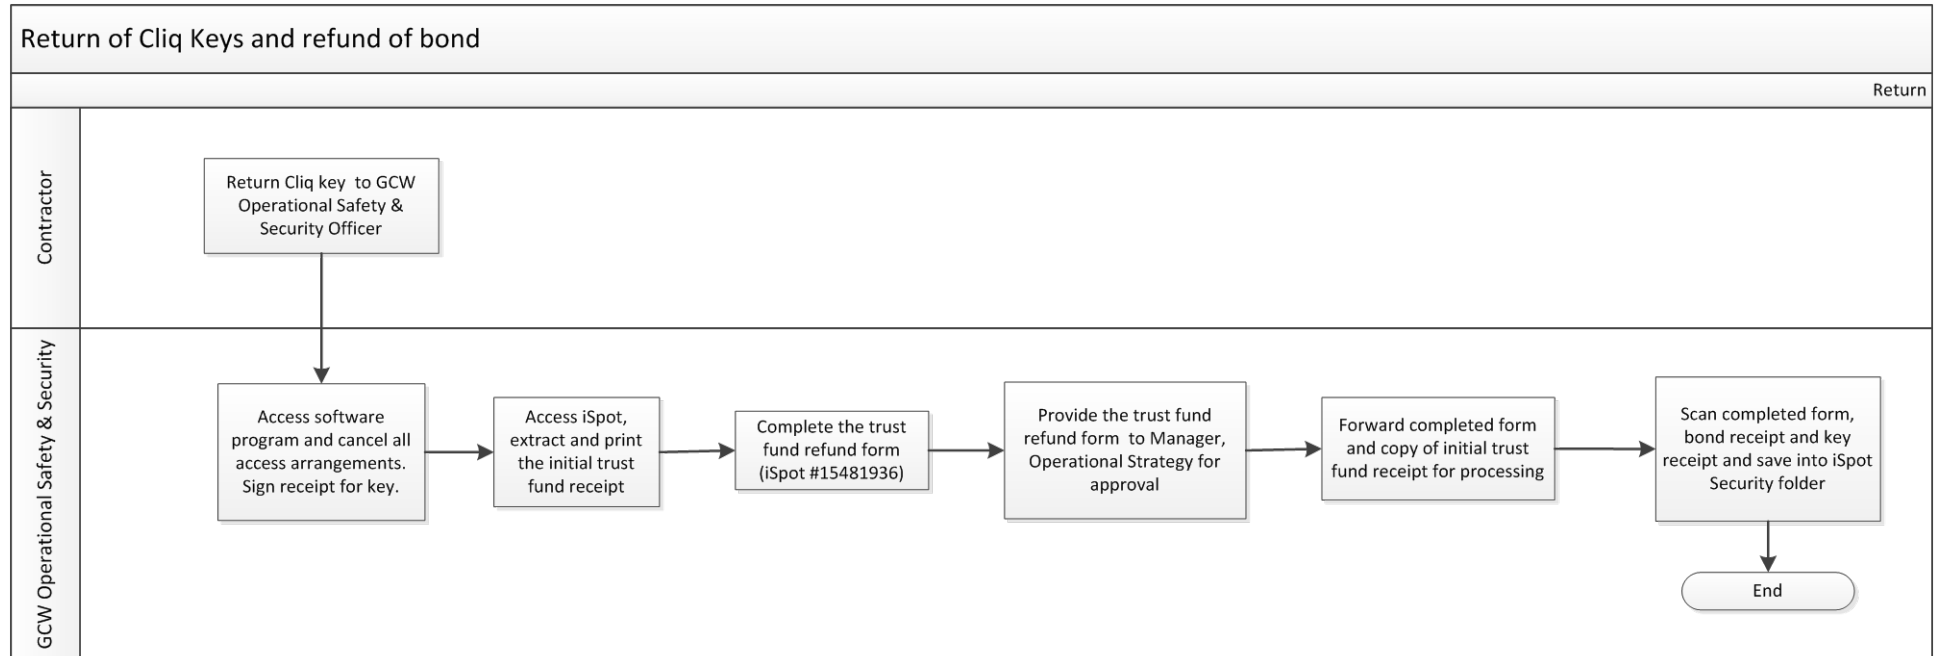 Return of Cliq Keys and refund of bond
Return
Contractor
Return Cliq key  to GCW
Operational Safety &
Security Officer
GCW Operational Safety & Security
Access software
program and cancel all
access arrangements.
Sign receipt for key.
Access iSpot,
extract and print
the initial trust
fund receipt
Complete the trust
fund refund form
(iSpot #15481936)
Provide the trust fund
refund form  to Manager,
Operational Strategy for
approval
Forward completed form
and copy of initial trust
fund receipt for processing
Scan completed form,
bond receipt and key
receipt and save into iSpot
Security folder
End